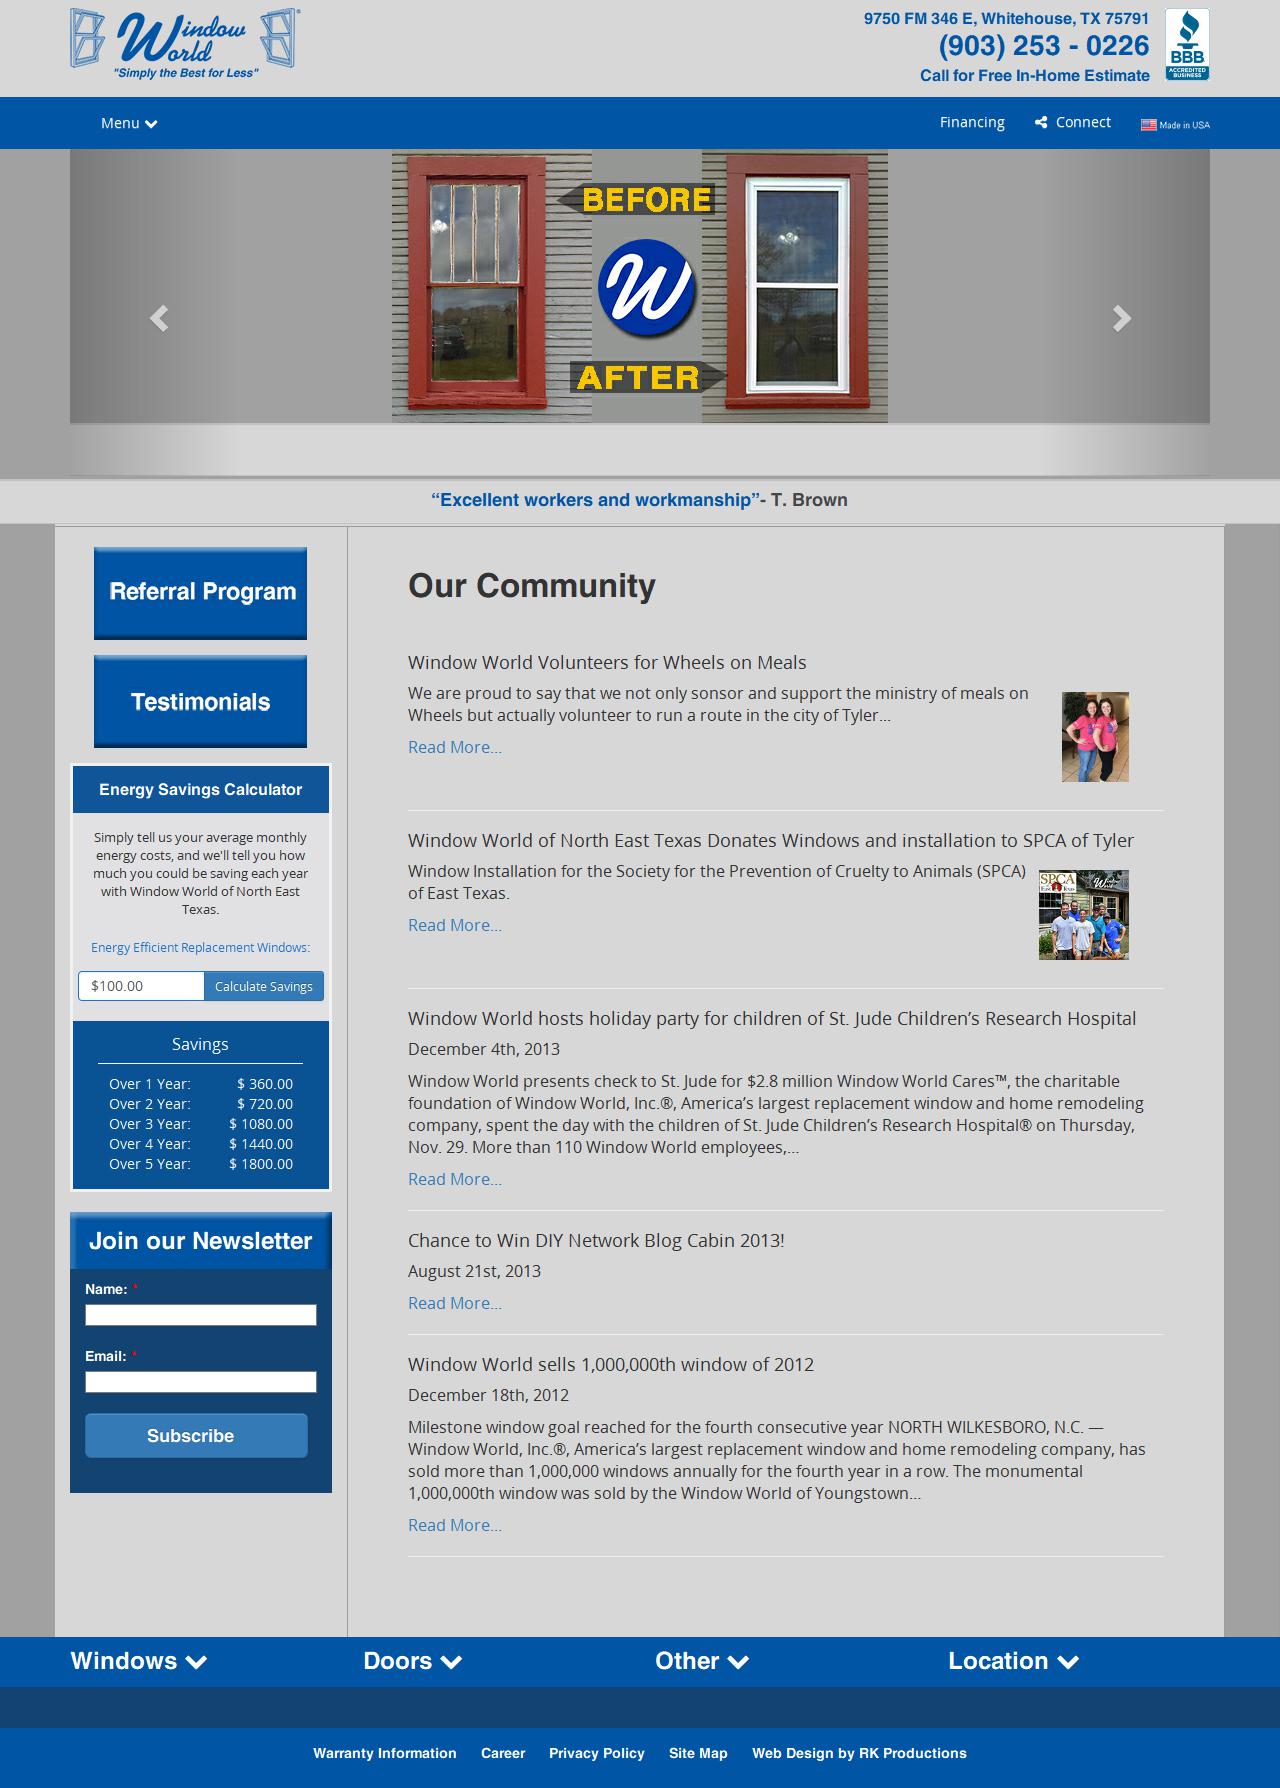 Window World®
"Simply the Best for Less"
9750 FM 346 E, Whitehouse, TX 75791
(903) 253 - 0226
Call for Free In-Home Estimate
BBB
ACCREDITED BUSINESS
Menu
Financing
Connect
Made in USA
BEFORE
W
AFTER
“Excellent workers and workmanship”- T. Brown
Referral Program
Testimonials
Energy Savings Calculator
Simply tell us your average monthly
energy costs, and we'll tell you how
much you could be saving each year
with Window World of North East
Texas.
Energy Efficient Replacement Windows:
$100.00
Calculate Savings
Savings
Over 1 Year: $ 360.00
Over 2 Year: $ 720.00
Over 3 Year: $ 1080.00
Over 4 Year: $ 1440.00
Over 5 Year: $ 1800.00
Join our Newsletter
Name: *
Email: *
Subscribe
Our Community
Window World Volunteers for Wheels on Meals
We are proud to say that we not only sonsor and support the ministry of meals on
Wheels but actually volunteer to run a route in the city of Tyler...
Read More...
Window World of North East Texas Donates Windows and installation to SPCA of Tyler
Window Installation for the Society for the Prevention of Cruelty to Animals (SPCA)
of East Texas.
SPCA
East Texas
Read More...
Window World hosts holiday party for children of St. Jude Children’s Research Hospital
December 4th, 2013
Window World presents check to St. Jude for $2.8 million Window World Cares™, the charitable
foundation of Window World, Inc.®, America’s largest replacement window and home remodeling
company, spent the day with the children of St. Jude Children’s Research Hospital® on Thursday,
Nov. 29. More than 110 Window World employees,...
Read More...
Chance to Win DIY Network Blog Cabin 2013!
August 21st, 2013
Read More...
Window World sells 1,000,000th window of 2012
December 18th, 2012
Milestone window goal reached for the fourth consecutive year NORTH WILKESBORO, N.C. —
Window World, Inc.®, America’s largest replacement window and home remodeling company, has
sold more than 1,000,000 windows annually for the fourth year in a row. The monumental
1,000,000th window was sold by the Window World of Youngstown...
Read More...
Windows
Doors
Other
Location
Warranty Information
Career
Privacy Policy
Site Map
Web Design by RK Productions